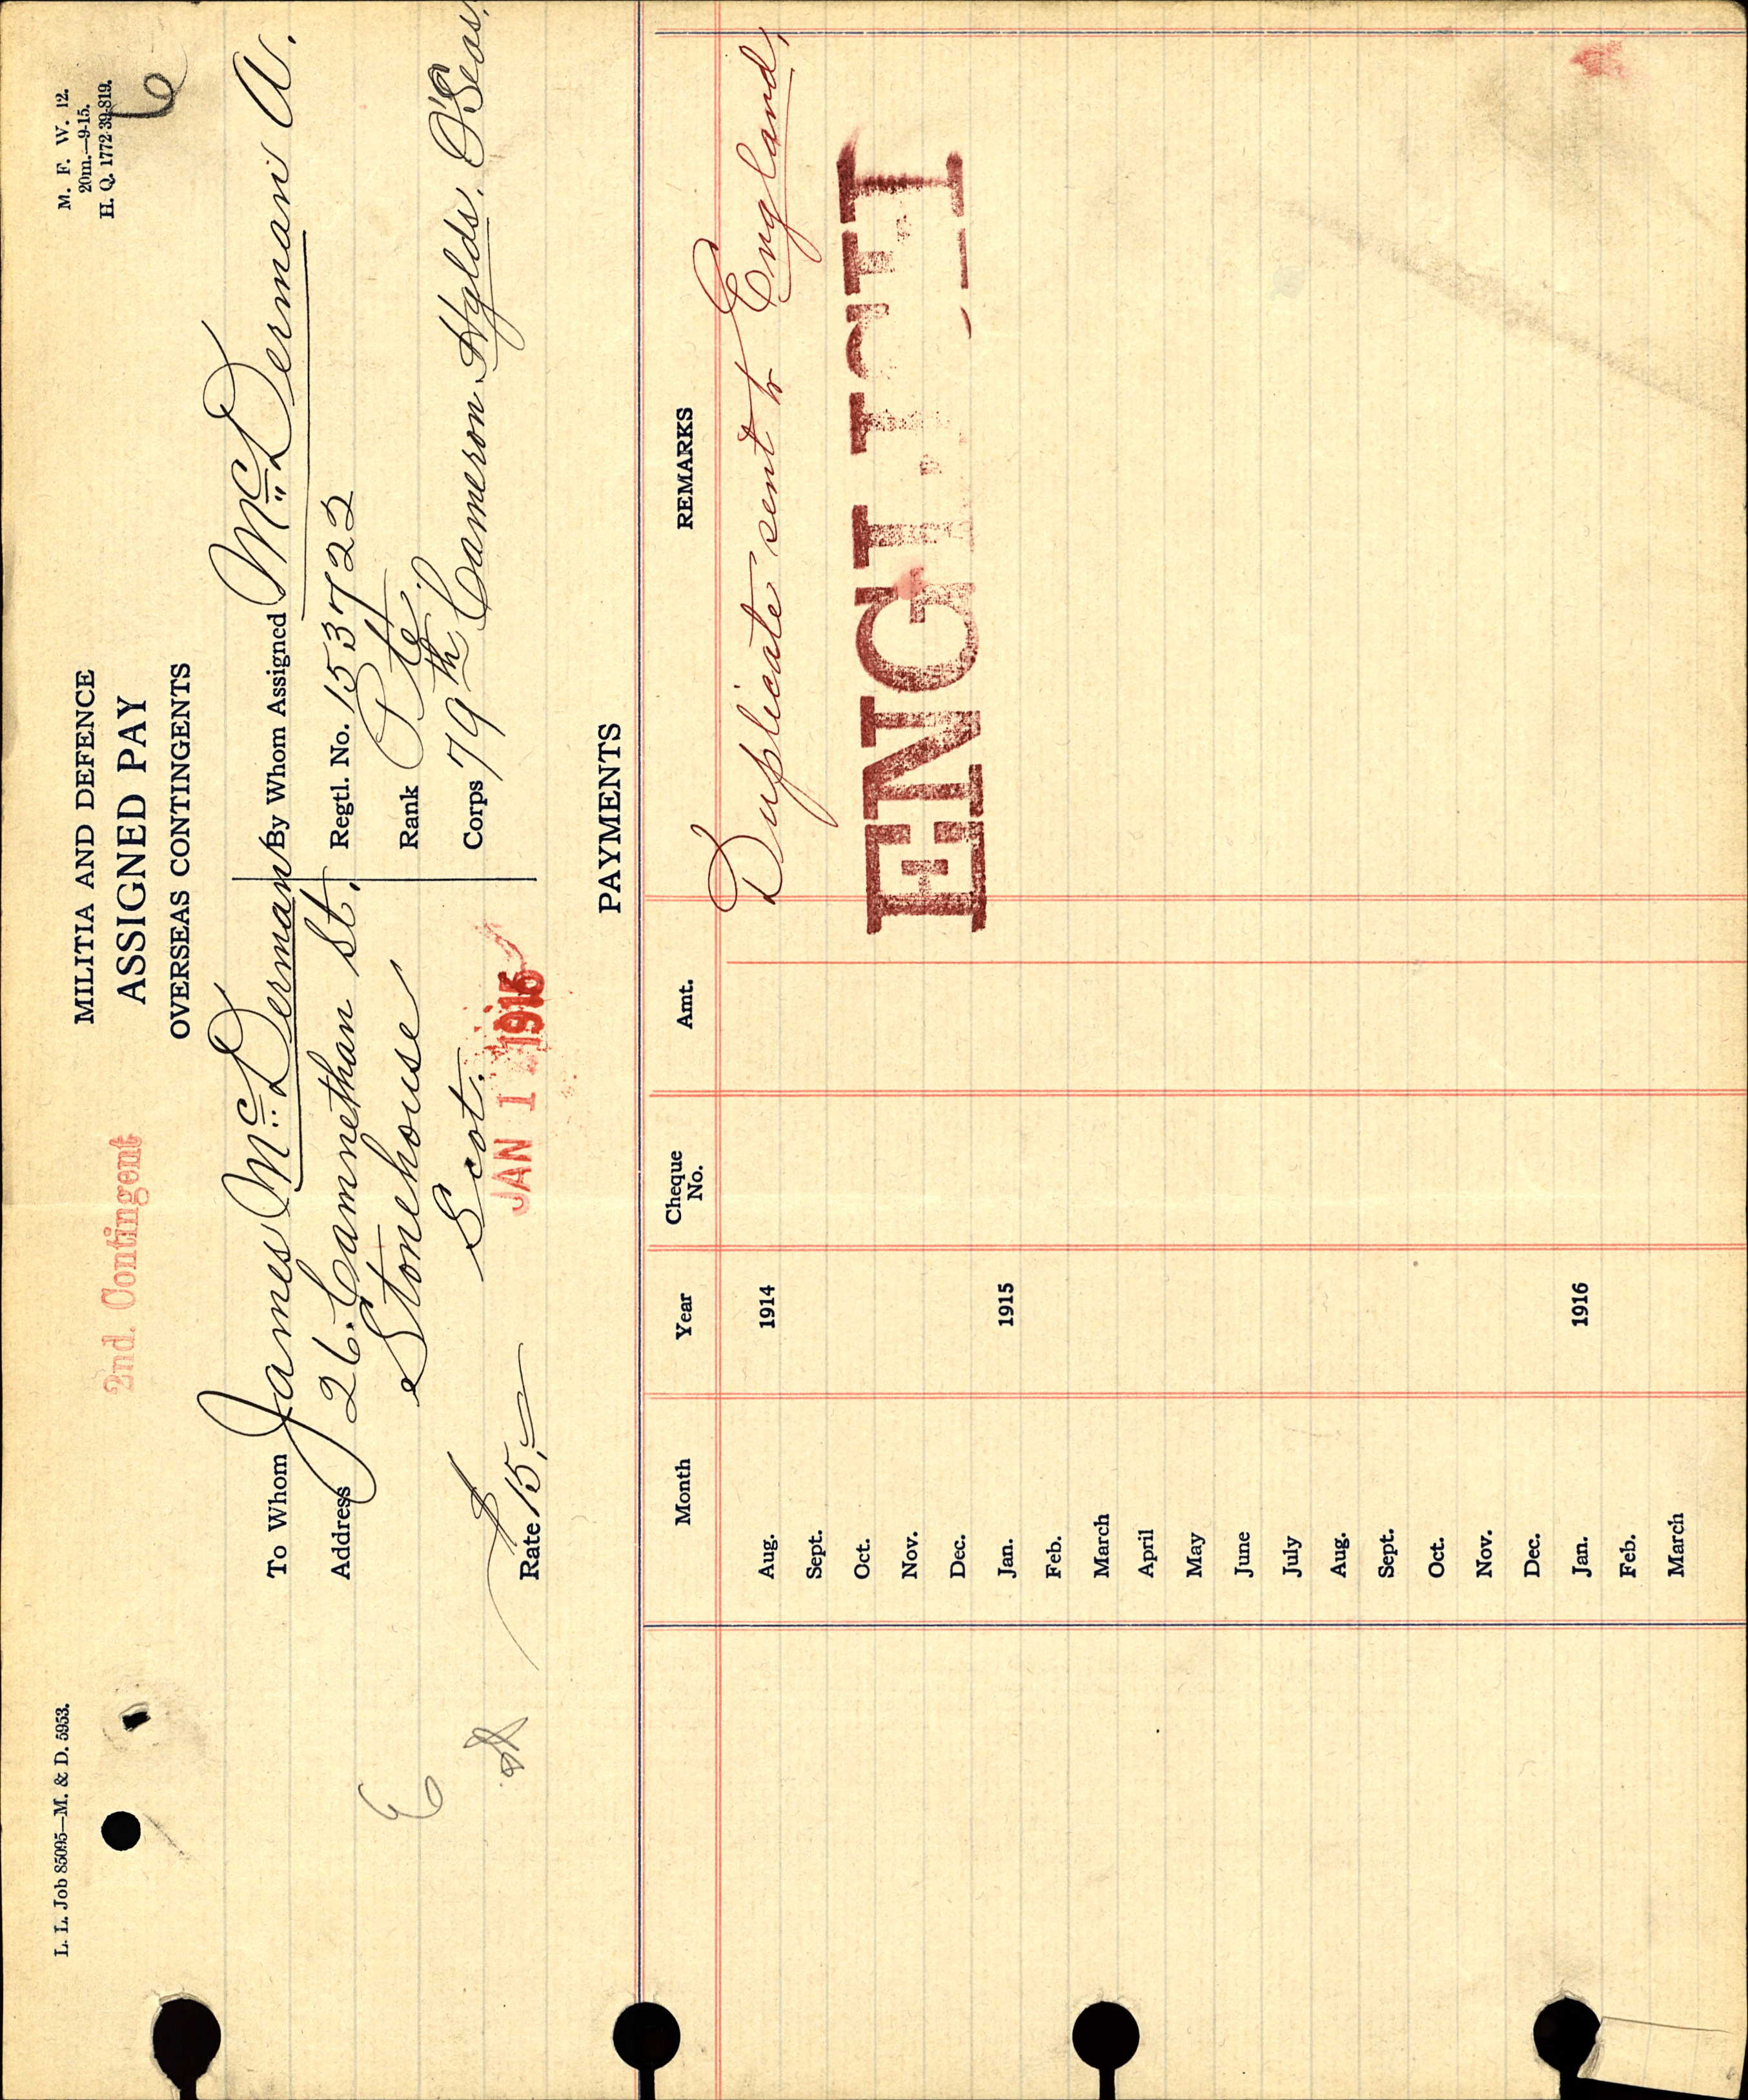 L. L. Job 85095—M. & D. 5953.
M. F. W. 12.
20m.—9-15.
H. Q. 1772-39-819.
6
2nd. Contingent
MILITIA AND DEFENCE
ASSIGNED PAY
OVERSEAS CONTINGENTS
To Whom James McDerman
Address 26. Camnethan St.
Stonehouse
Scot.
Rate $15.—
JAN 1 1916
By Whom Assigned McDerman A.
Regtl. No. 153722
Rank Pte.
Corps 79th Cameron Hglds. O'Seas.
PAYMENTS
Month Year Cheque No. Amt. REMARKS
Aug. 1914 Duplicate sent to England,
Sept.
Oct. ENGLISH
Nov.
Dec.
Jan. 1915
Feb.
March
April
May
June
July
Aug.
Sept.
Oct.
Nov.
Dec.
Jan. 1916
Feb.
March